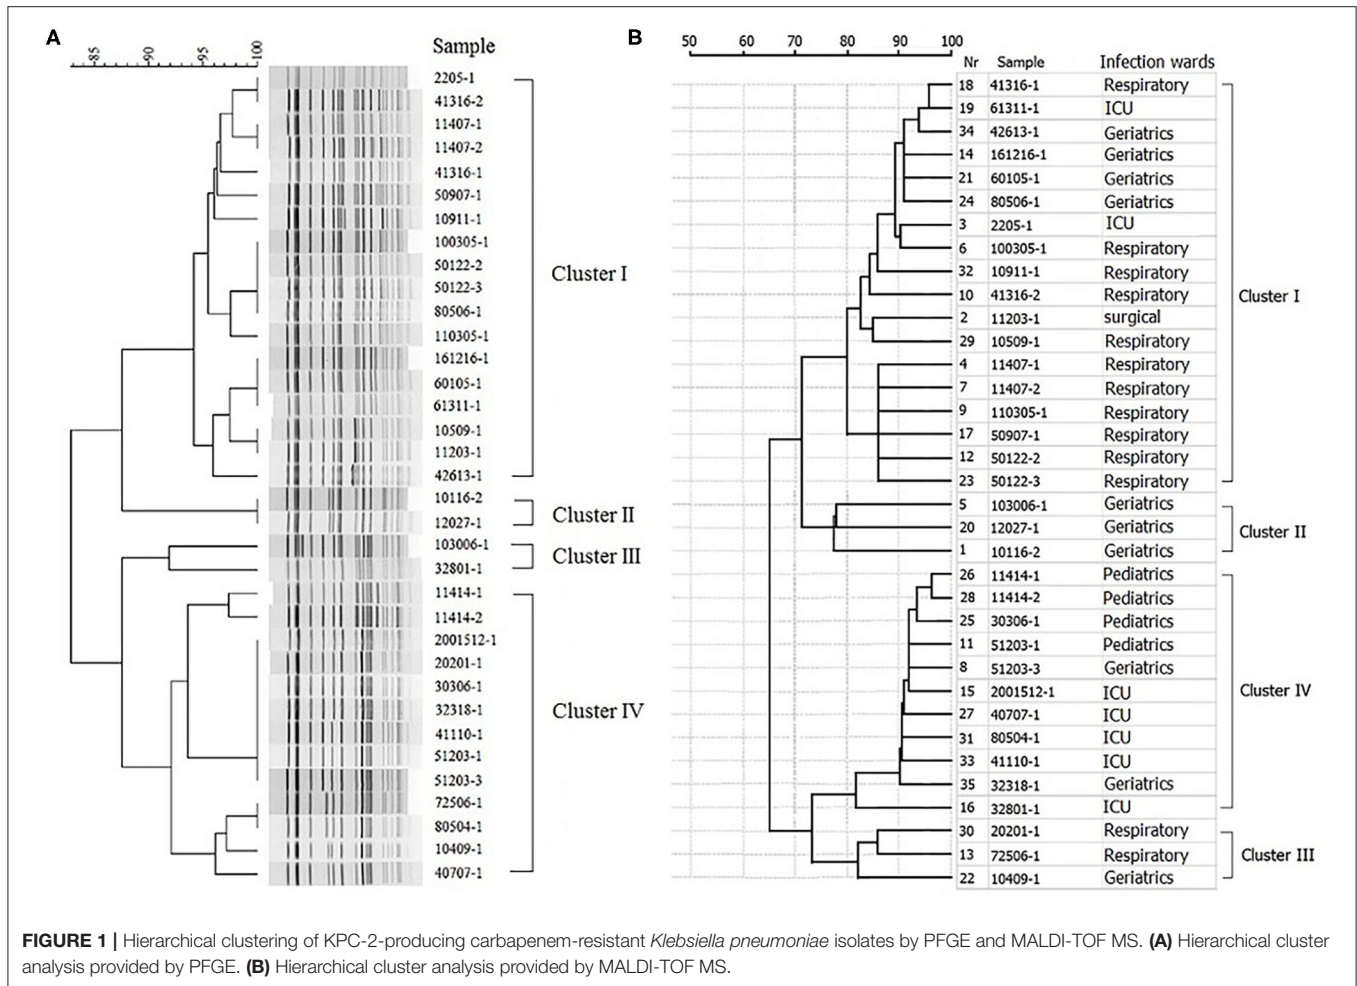 A
85 90 95 100
Sample
2205-1
41316-2
11407-1
11407-2
41316-1
50907-1
10911-1
100305-1
50122-2
50122-3
80506-1
110305-1
161216-1
60105-1
61311-1
10509-1
11203-1
42613-1
10116-2
12027-1
103006-1
32801-1
11414-1
11414-2
2001512-1
20201-1
30306-1
32318-1
41110-1
51203-1
51203-3
72506-1
80504-1
10409-1
40707-1
Cluster I
Cluster II
Cluster III
Cluster IV
B
50 60 70 80 90 100
Nr Sample Infection wards
18 41316-1 Respiratory
19 61311-1 ICU
34 42613-1 Geriatrics
14 161216-1 Geriatrics
21 60105-1 Geriatrics
24 80506-1 Geriatrics
3 2205-1 ICU
6 100305-1 Respiratory
32 10911-1 Respiratory
10 41316-2 Respiratory
2 11203-1 surgical
29 10509-1 Respiratory
4 11407-1 Respiratory
7 11407-2 Respiratory
9 110305-1 Respiratory
17 50907-1 Respiratory
12 50122-2 Respiratory
23 50122-3 Respiratory
5 103006-1 Geriatrics
20 12027-1 Geriatrics
1 10116-2 Geriatrics
26 11414-1 Pediatrics
28 11414-2 Pediatrics
25 30306-1 Pediatrics
11 51203-1 Pediatrics
8 51203-3 Geriatrics
15 2001512-1 ICU
27 40707-1 ICU
31 80504-1 ICU
33 41110-1 ICU
35 32318-1 Geriatrics
16 32801-1 ICU
30 20201-1 Respiratory
13 72506-1 Respiratory
22 10409-1 Geriatrics
Cluster I
Cluster II
Cluster IV
Cluster III
FIGURE 1 | Hierarchical clustering of KPC-2-producing carbapenem-resistant Klebsiella pneumoniae isolates by PFGE and MALDI-TOF MS. (A) Hierarchical cluster
analysis provided by PFGE. (B) Hierarchical cluster analysis provided by MALDI-TOF MS.